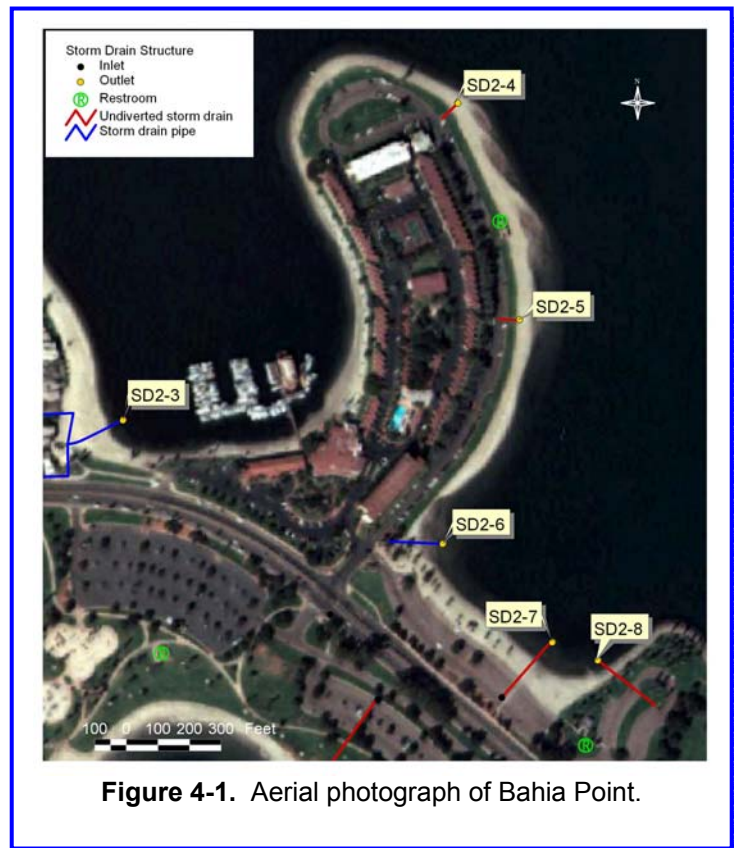 Storm Drain Structure
Inlet
Outlet
R Restroom
Undiverted storm drain
Storm drain pipe
N
SD2-4
R
SD2-5
SD2-3
SD2-6
SD2-7
SD2-8
R
R
100 0 100 200 300 Feet
Figure 4-1. Aerial photograph of Bahia Point.